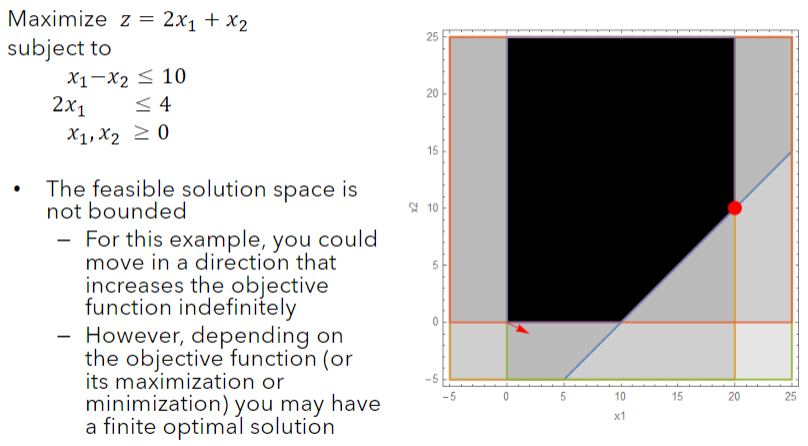 Maximize z = 2x₁ + x₂
subject to
x₁−x₂ ≤ 10
2x₁ ≤ 4
x₁, x₂ ≥ 0
• The feasible solution space is
not bounded
– For this example, you could
move in a direction that
increases the objective
function indefinitely
– However, depending on
the objective function (or
its maximization or
minimization) you may have
a finite optimal solution
25
20
15
x2
10
5
0
−5
−5 0 5 10 15 20 25
x1